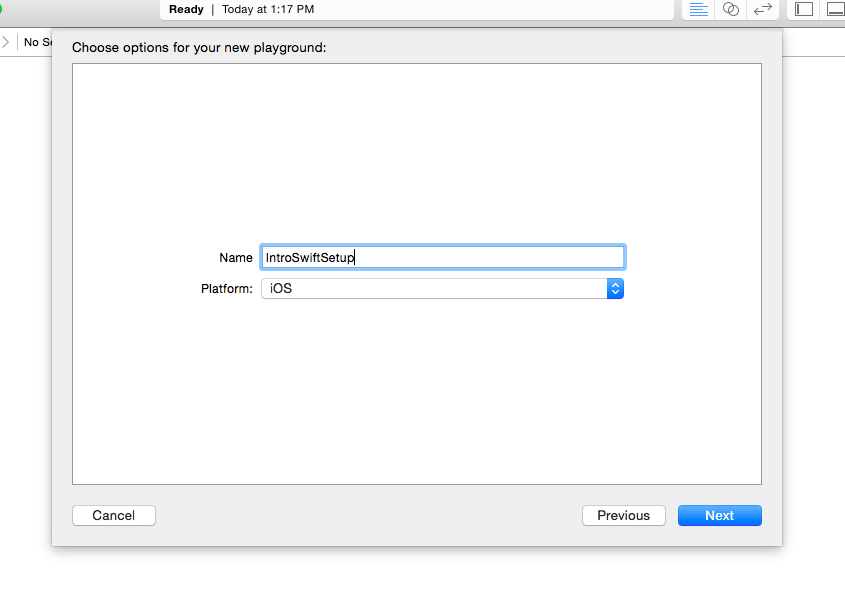 Ready | Today at 1:17 PM
No
Choose options for your new playground:
Name IntroSwiftSetup
Platform: iOS
Cancel Previous Next